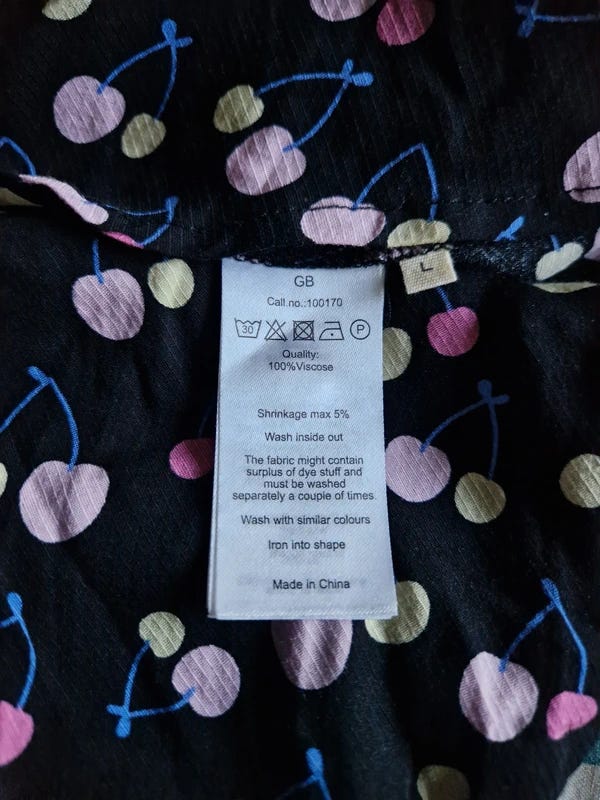 GB
Call.no.:100170
L
30 P
Quality:
100%Viscose
Shrinkage max 5%
Wash inside out
The fabric might contain
surplus of dye stuff and
must be washed
separately a couple of times.
Wash with similar colours
Iron into shape
Made in China